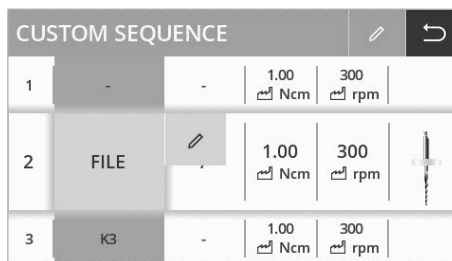 CUSTOM SEQUENCE
1 - - 1.00 Ncm 300 rpm
2 FILE 1.00 Ncm 300 rpm
3 K3 - 1.00 Ncm 300 rpm